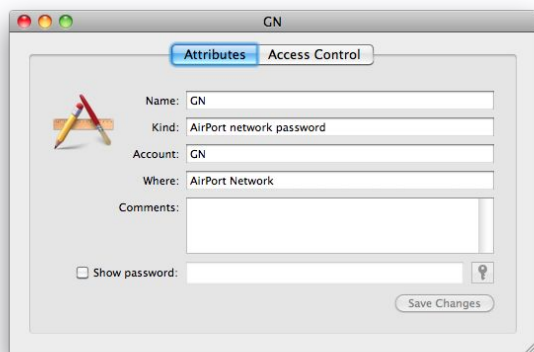 GN
Attributes Access Control
Name: GN
Kind: AirPort network password
Account: GN
Where: AirPort Network
Comments:
Show password:
Save Changes